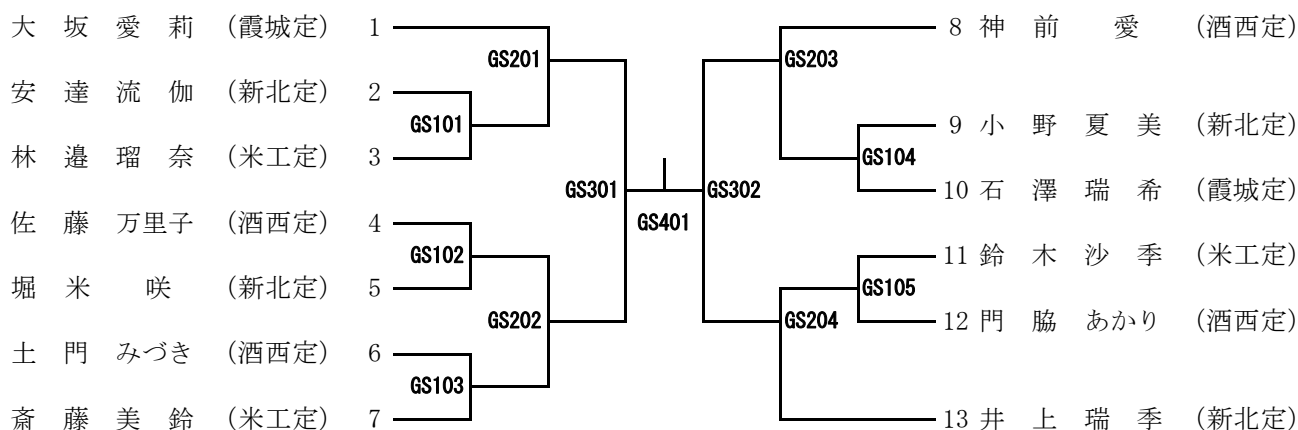 大坂愛莉 (霞城定) 1
GS201
安達流伽 (新北定) 2
GS101
林邉瑠奈 (米工定) 3
GS301
佐藤万里子 (酒西定) 4
GS102
堀米咲 (新北定) 5
GS202
土門みづき (酒西定) 6
GS103
斎藤美鈴 (米工定) 7
GS401
8 神前愛 (酒西定)
GS203
9 小野夏美 (新北定)
GS104
10 石澤瑞希 (霞城定)
GS302
11 鈴木沙季 (米工定)
GS105
12 門脇あかり (酒西定)
GS204
13 井上瑞季 (新北定)